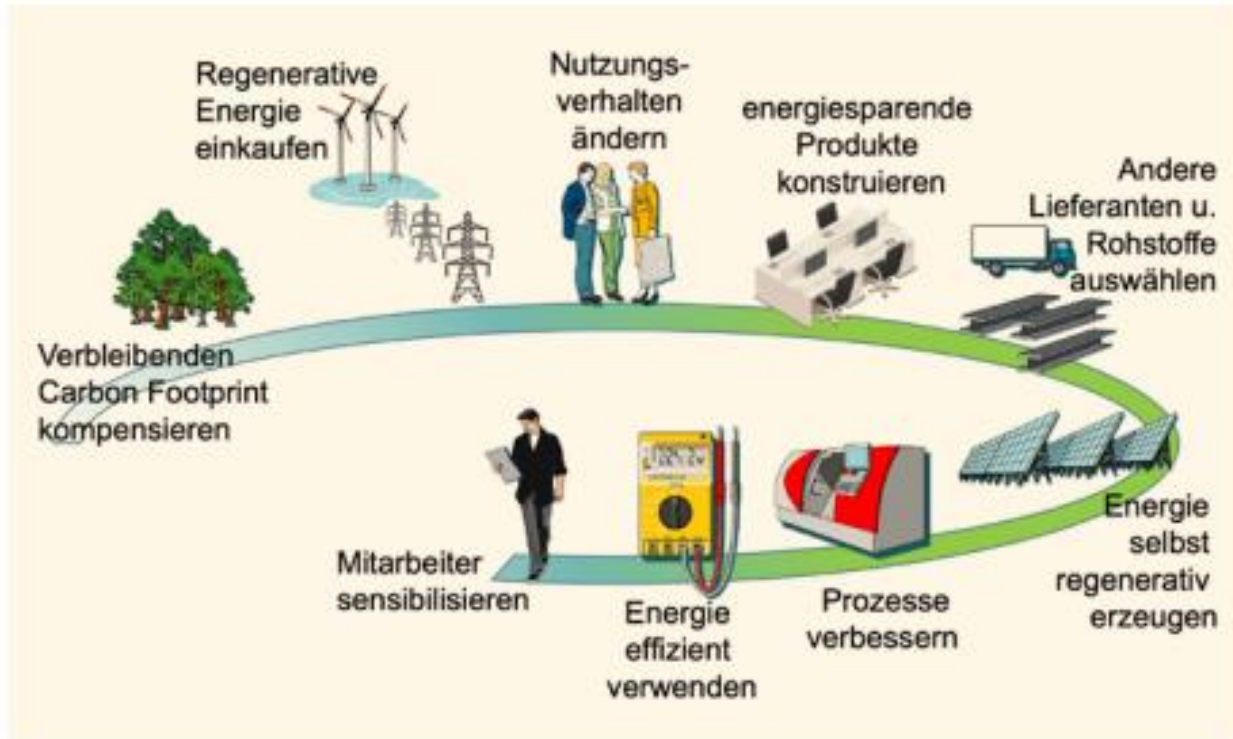 Regenerative
Energie
einkaufen
Nutzungs-
verhalten
ändern
energiesparende
Produkte
konstruieren
Andere
Lieferanten u.
Rohstoffe
auswählen
Verbleibenden
Carbon Footprint
kompensieren
Mitarbeiter
sensibilisieren
Energie
effizient
verwenden
Prozesse
verbessern
Energie
selbst
regenerativ
erzeugen